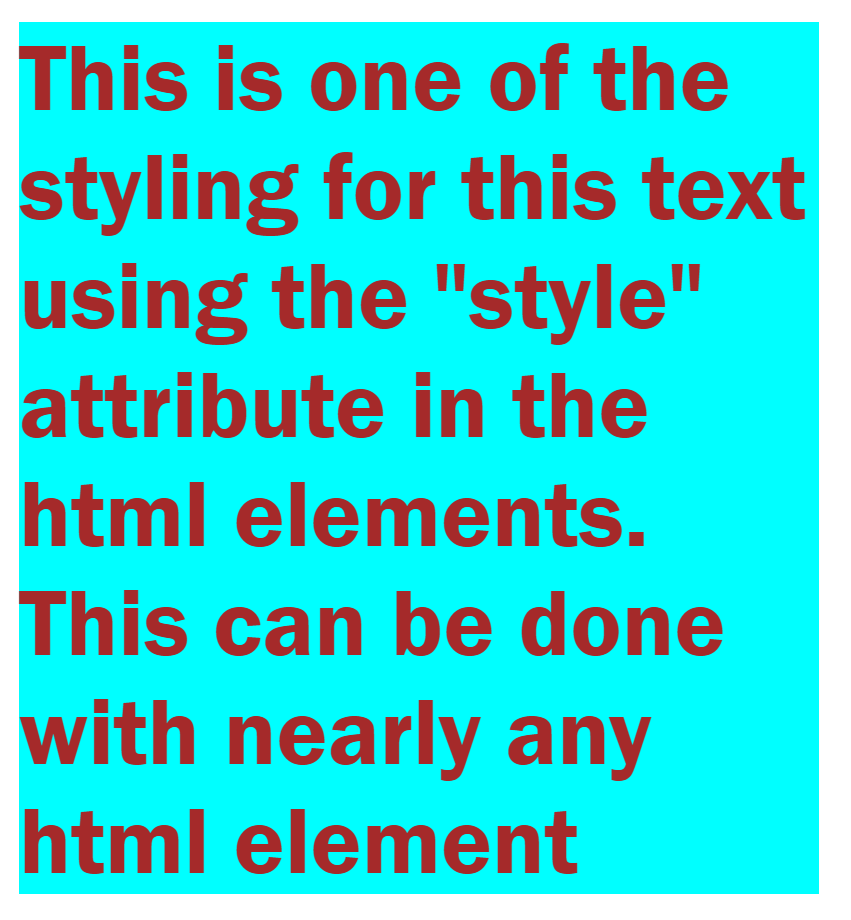 This is one of the
styling for this text
using the "style"
attribute in the
html elements.
This can be done
with nearly any
html element